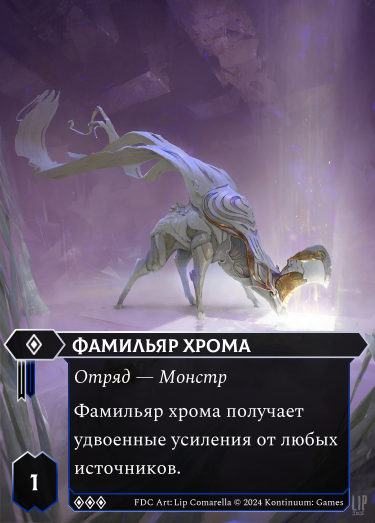 ФАМИЛЬЯР ХРОМА
Отряд — Монстр
Фамильяр хрома получает
удвоенные усиления от любых
источников.
1
FDC Art: Lip Comarella © 2024 Kontinuum: Games
LIP